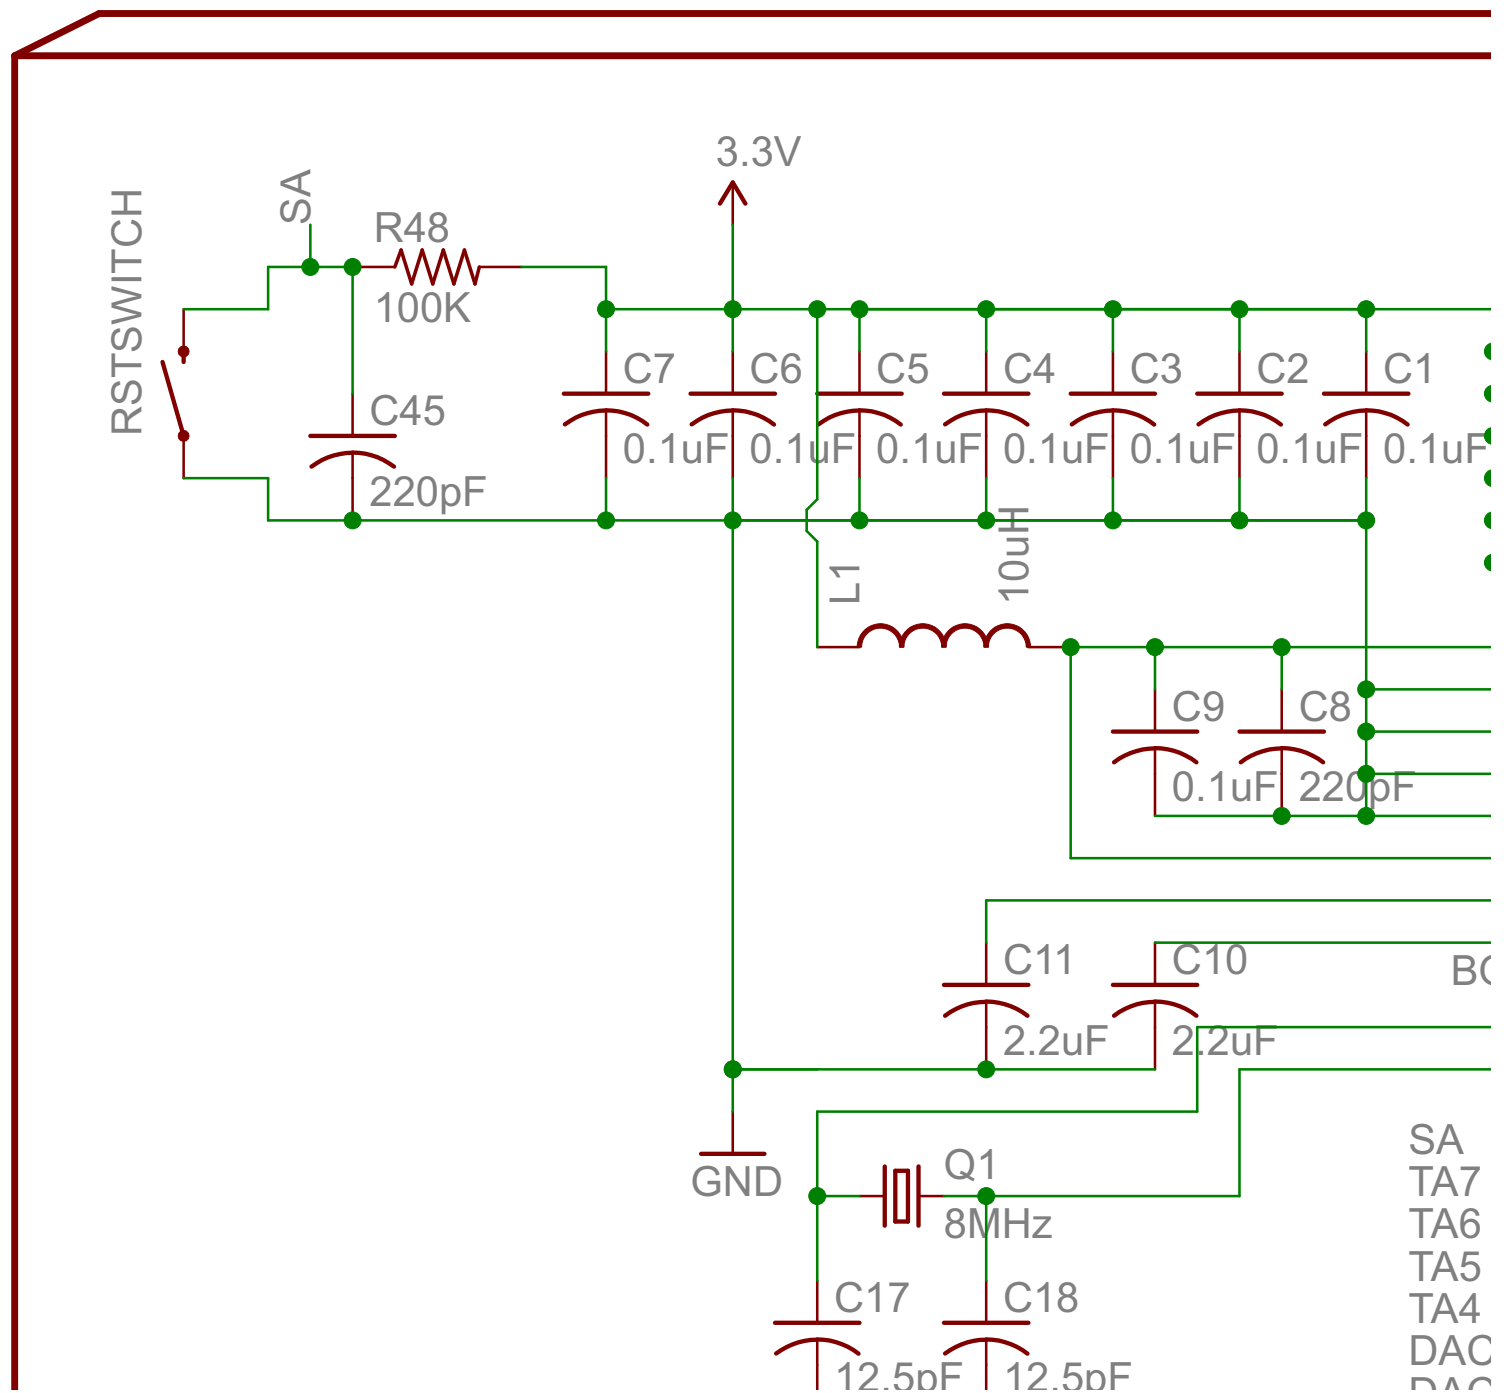 3.3V
SA
RSTSWITCH
R48
100K
C7
C6
C5
C4
C3
C2
C1
C45
0.1uF
0.1uF
0.1uF
0.1uF
0.1uF
0.1uF
0.1uF
220pF
L1
10uH
C9
C8
0.1uF
220pF
C11
C10
2.2uF
2.2uF
GND
Q1
8MHz
SA
TA7
TA6
TA5
TA4
C17
C18
DAC
12.5pF
12.5pF